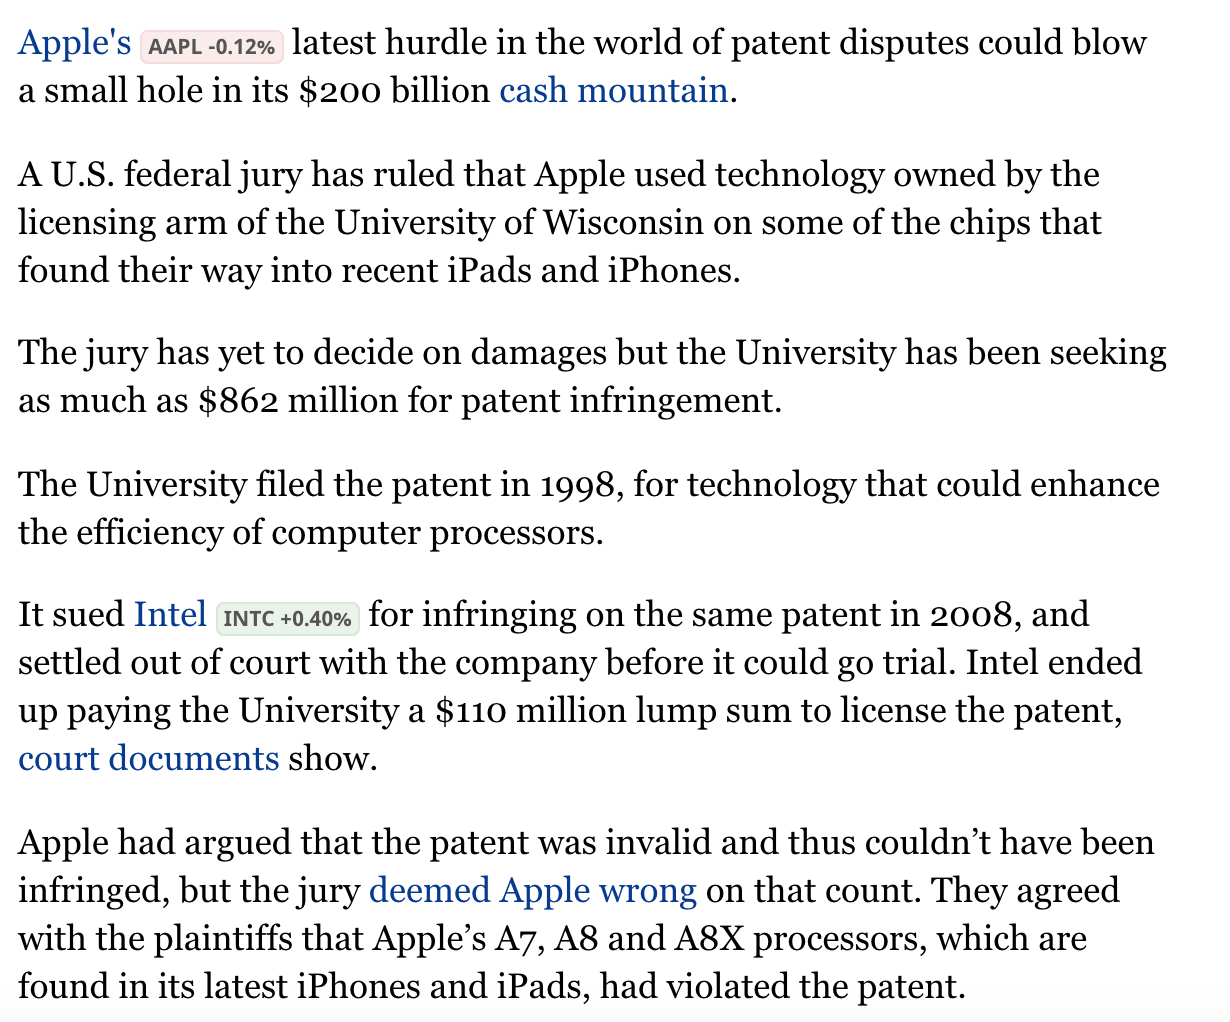 Apple's AAPL -0.12% latest hurdle in the world of patent disputes could blow
a small hole in its $200 billion cash mountain.
A U.S. federal jury has ruled that Apple used technology owned by the
licensing arm of the University of Wisconsin on some of the chips that
found their way into recent iPads and iPhones.
The jury has yet to decide on damages but the University has been seeking
as much as $862 million for patent infringement.
The University filed the patent in 1998, for technology that could enhance
the efficiency of computer processors.
It sued Intel INTC +0.40% for infringing on the same patent in 2008, and
settled out of court with the company before it could go trial. Intel ended
up paying the University a $110 million lump sum to license the patent,
court documents show.
Apple had argued that the patent was invalid and thus couldn’t have been
infringed, but the jury deemed Apple wrong on that count. They agreed
with the plaintiffs that Apple’s A7, A8 and A8X processors, which are
found in its latest iPhones and iPads, had violated the patent.